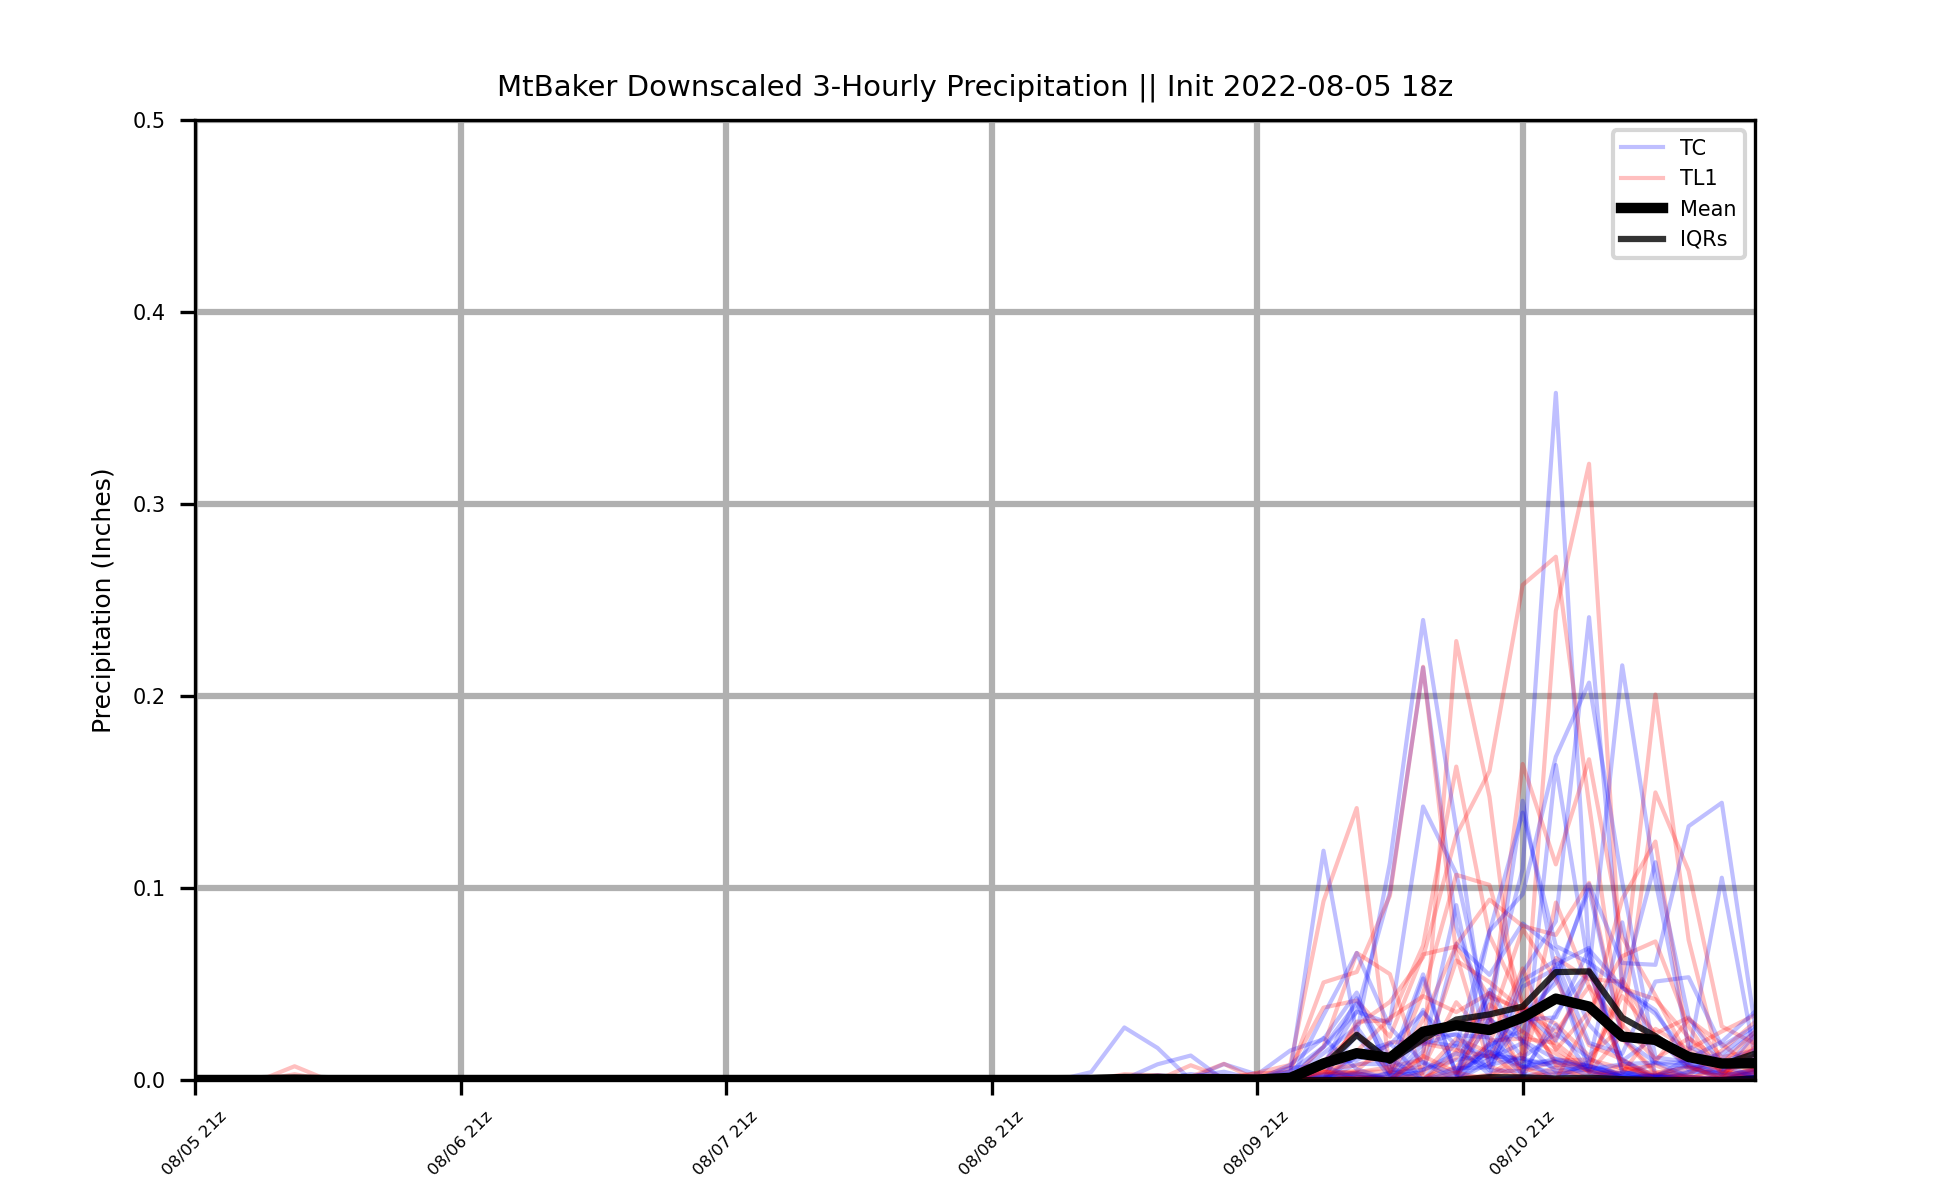 MtBaker Downscaled 3-Hourly Precipitation || Init 2022-08-05 18z
TC
TL1
Mean
IQRs
Precipitation (Inches)
0.5
0.4
0.3
0.2
0.1
0.0
08/05 21z
08/06 21z
08/07 21z
08/08 21z
08/09 21z
08/10 21z